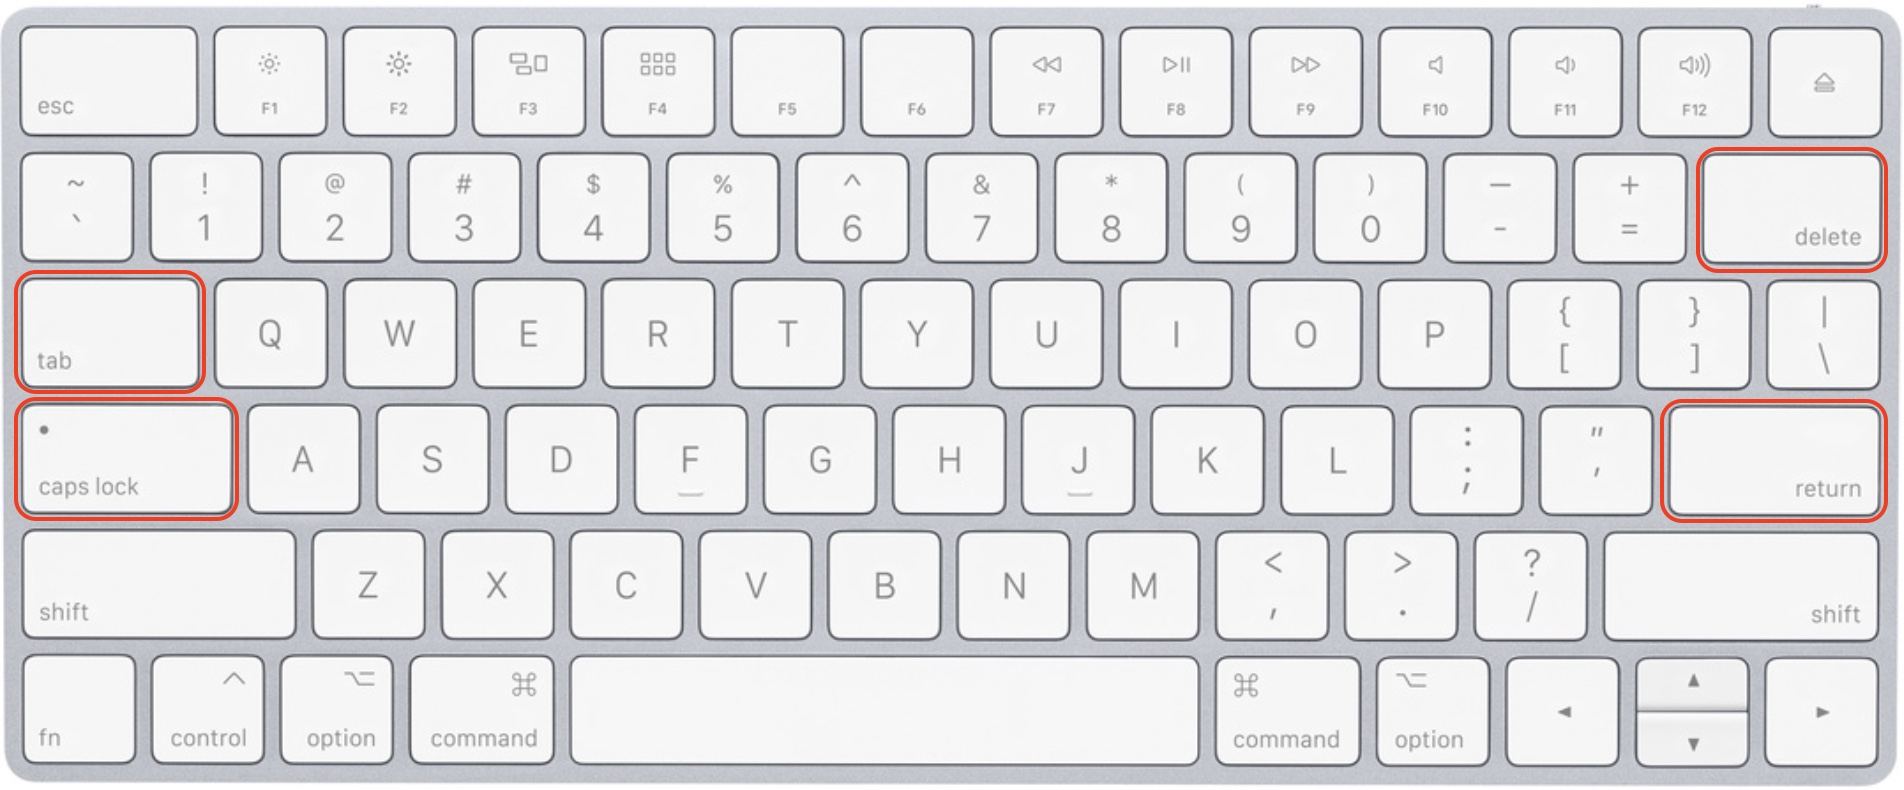 esc F1 F2 F3 F4 F5 F6 F7 F8 F9 F10 F11 F12
~ ! @ # $ % ^ & * ( ) — +
` 1 2 3 4 5 6 7 8 9 0 - = delete
tab Q W E R T Y U I O P { } |
[ ] \
caps lock A S D F G H J K L : "
; '
shift Z X C V B N M < > ? shift
, . /
fn control option command command option